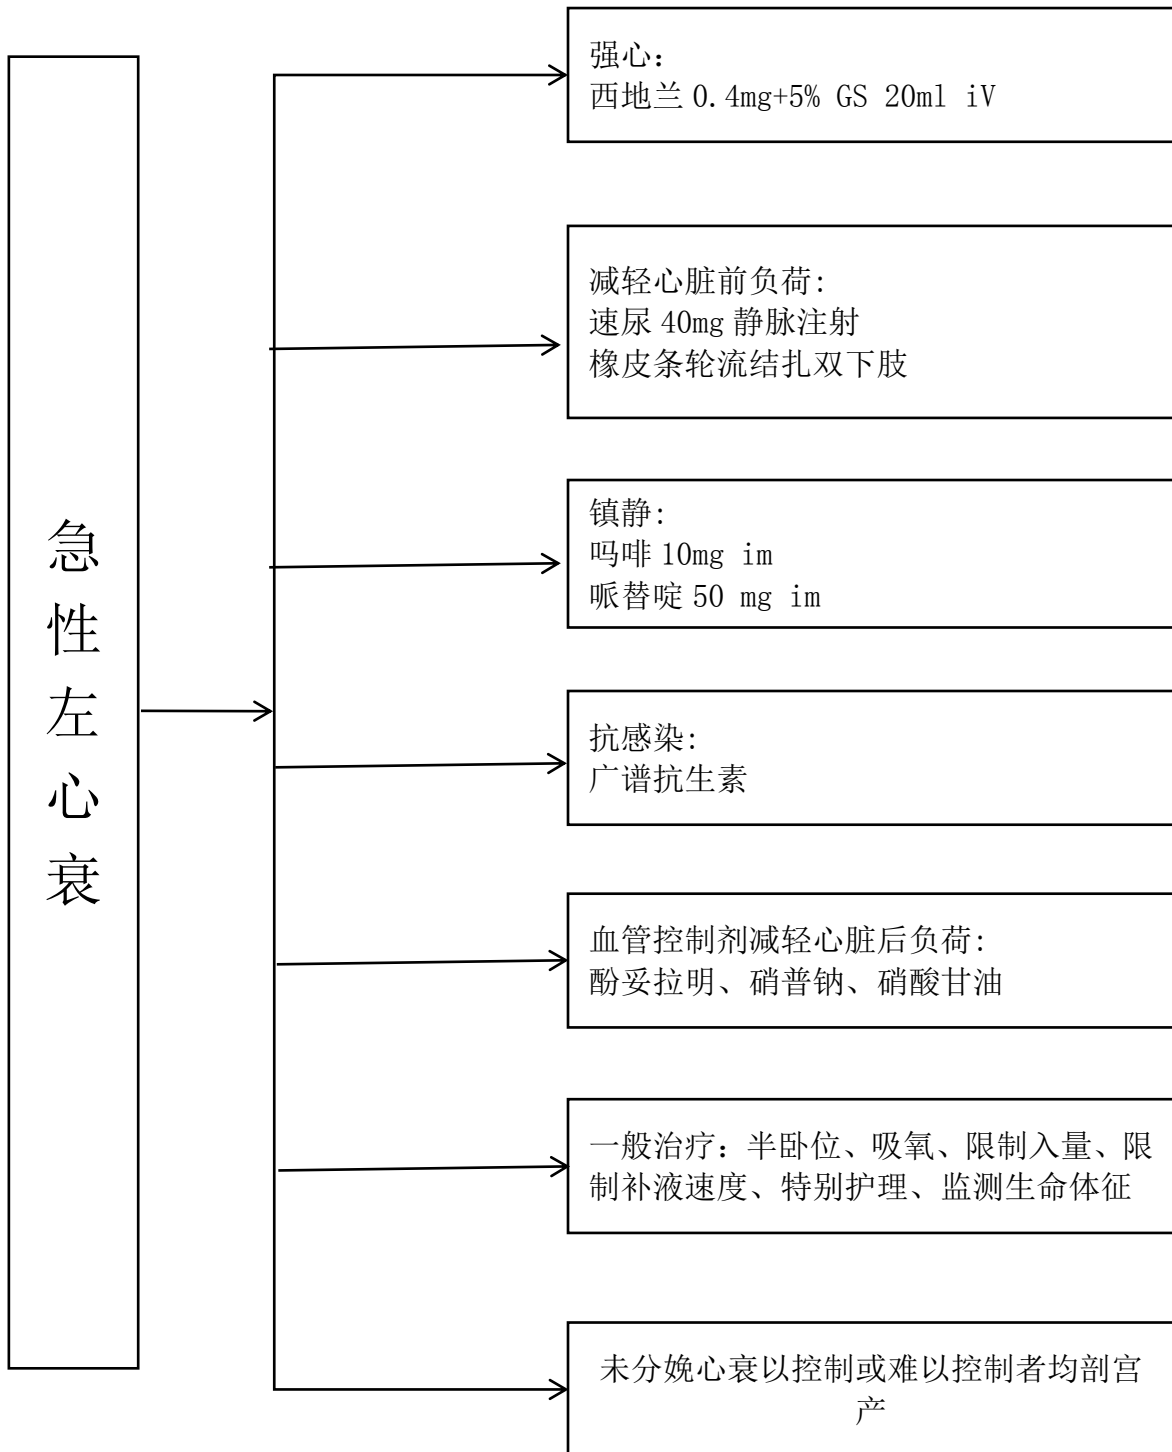 急性左心衰
强心：
西地兰 0.4mg+5% GS 20ml iV
减轻心脏前负荷：
速尿 40mg 静脉注射
橡皮条轮流结扎双下肢
镇静：
吗啡 10mg im
哌替啶 50 mg im
抗感染：
广谱抗生素
血管控制剂减轻心脏后负荷：
酚妥拉明、硝普钠、硝酸甘油
一般治疗：半卧位、吸氧、限制入量、限
制补液速度、特别护理、监测生命体征
未分娩心衰以控制或难以控制者均剖宫
产